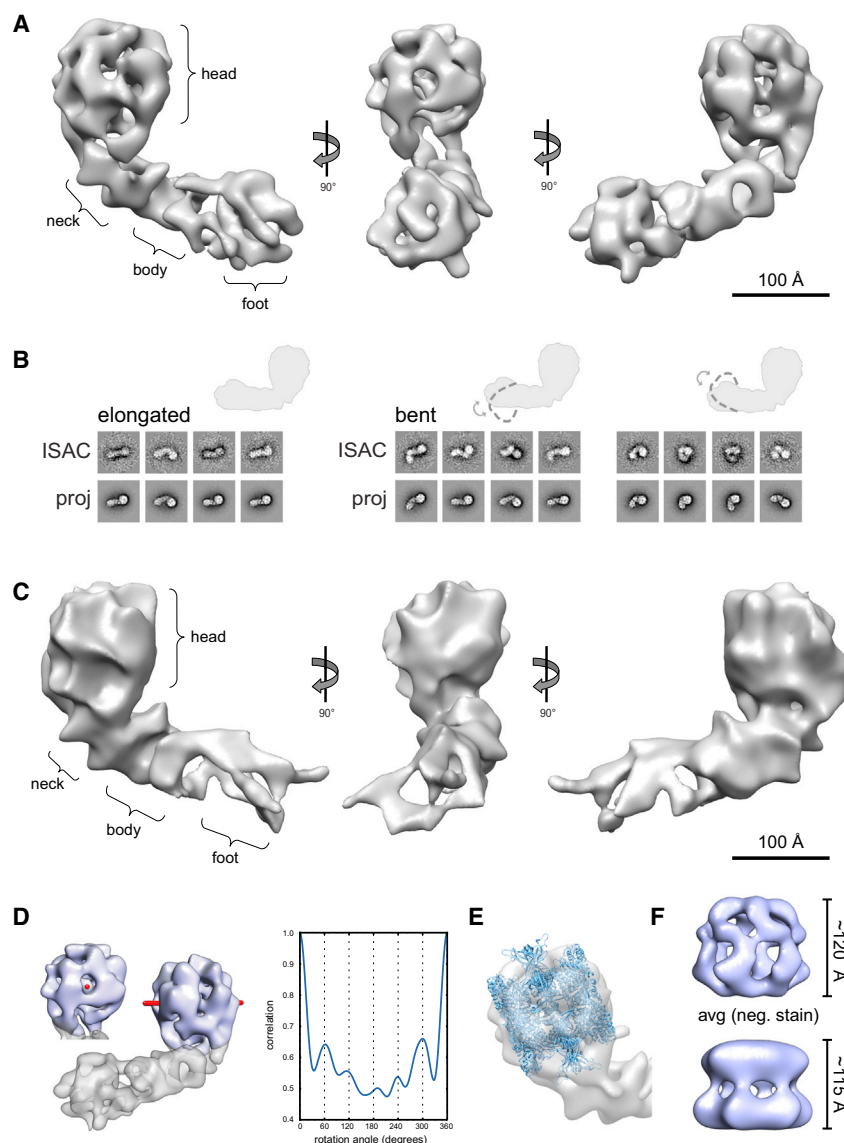 A
head
neck
body
foot
90°
90°
100 Å
B
elongated
bent
ISAC
proj
ISAC
proj
C
head
neck
body
foot
90°
90°
100 Å
D
correlation
1.0
0.9
0.8
0.7
0.6
0.5
0.4
0 60 120 180 240 300 360
rotation angle (degrees)
E
F
~120 Å
avg (neg. stain)
~115 Å